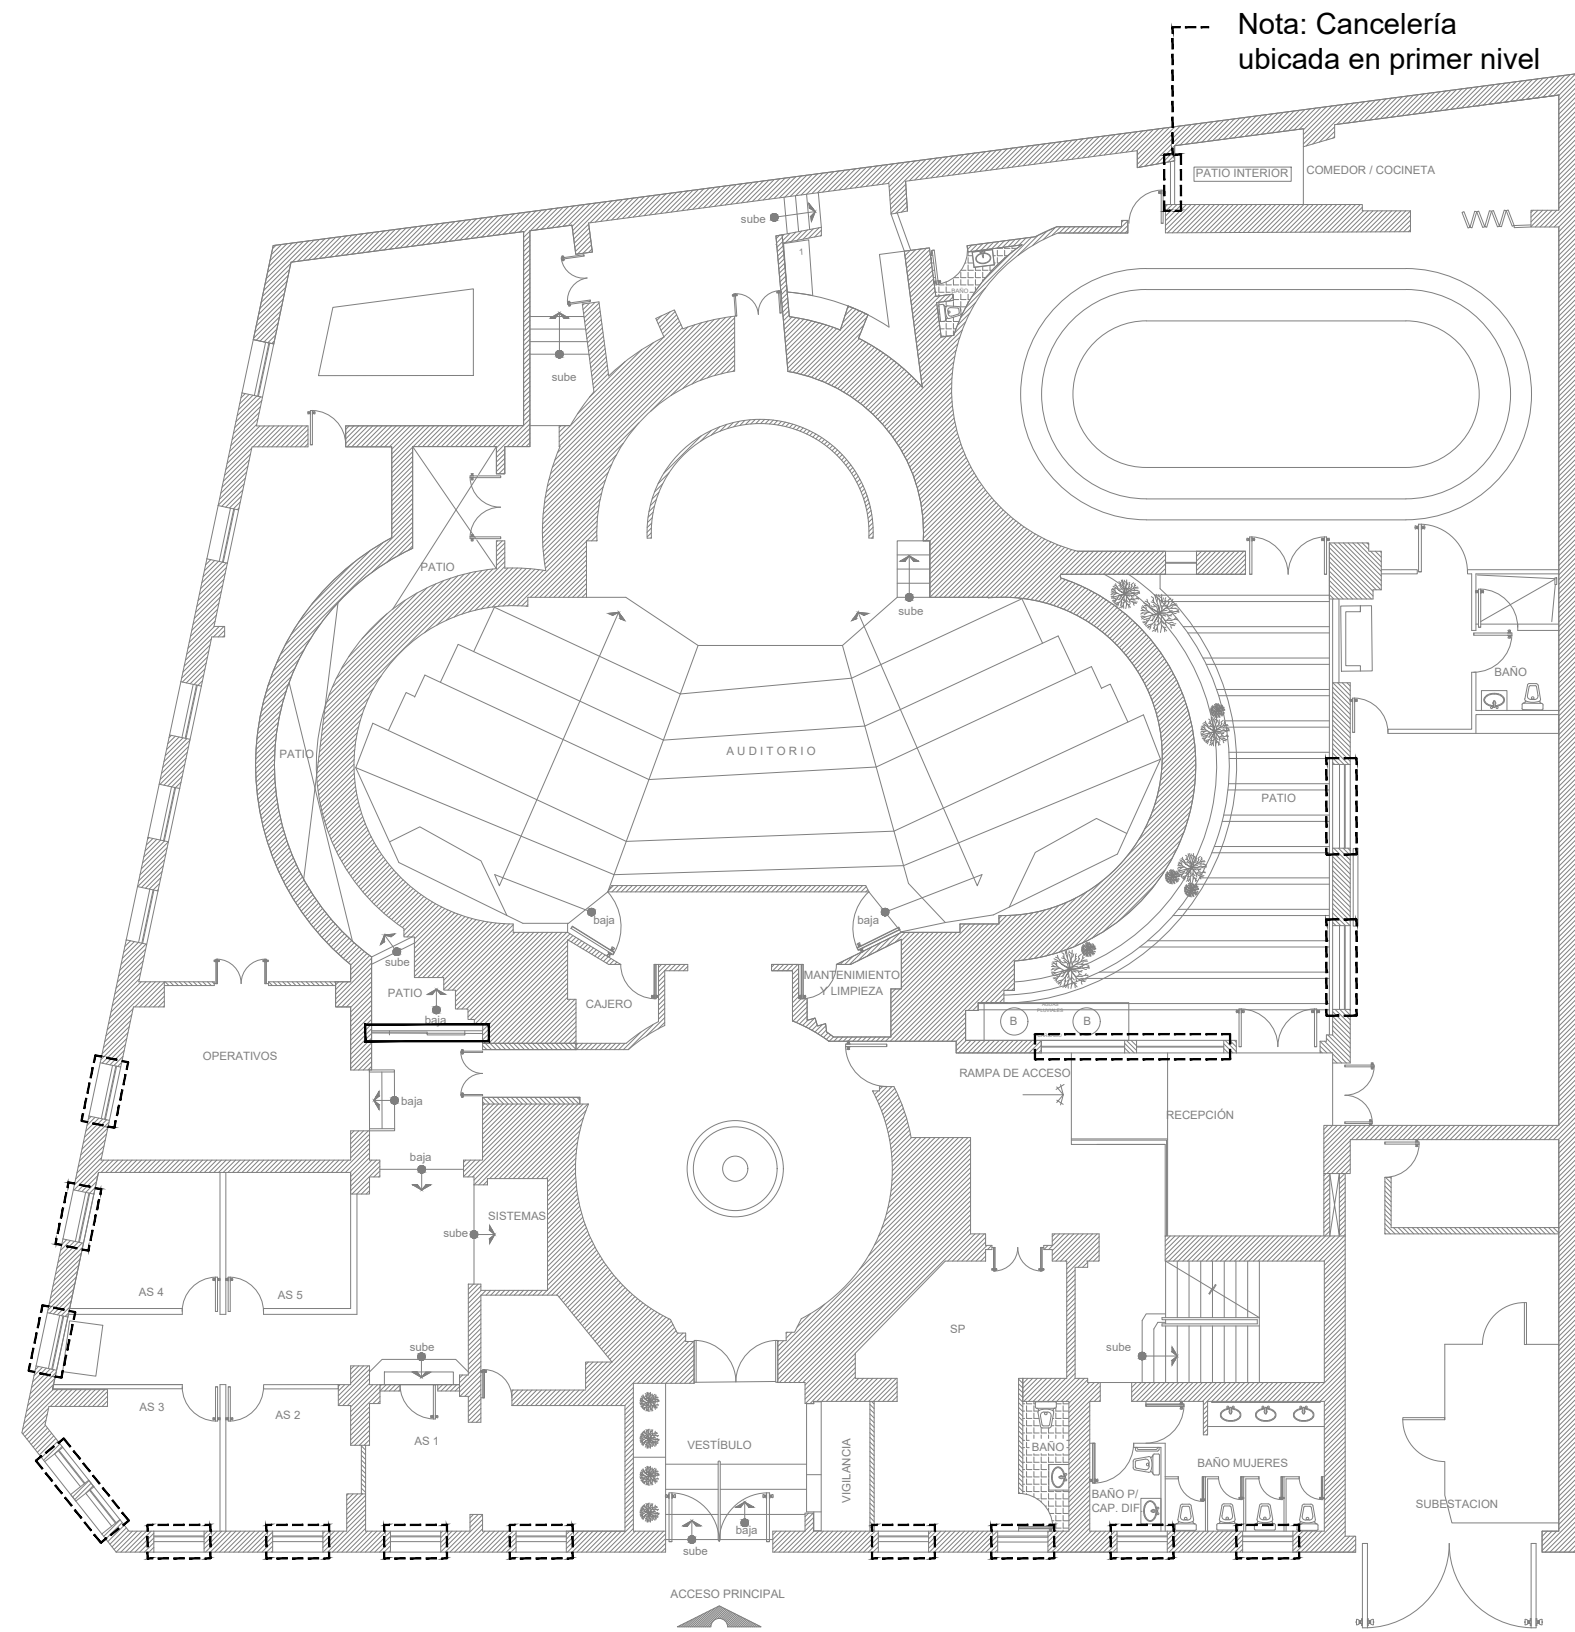 Nota: Cancelería
ubicada en primer nivel
PATIO INTERIOR
COMEDOR / COCINETA
sube
1
BAÑO
sube
PATIO
sube
BAÑO
AUDITORIO
PATIO
PATIO
baja
baja
sube
MANTENIMIENTO
Y LIMPIEZA
PATIO
CAJERO
baja
B
B
OPERATIVOS
RAMPA DE ACCESO
baja
RECEPCIÓN
baja
SISTEMAS
sube
AS 4
AS 5
SP
sube
sube
AS 3
AS 2
AS 1
VESTÍBULO
VIGILANCIA
BAÑO
BAÑO MUJERES
BAÑO P/
CAP. DIF.
SUBESTACION
baja
sube
ACCESO PRINCIPAL